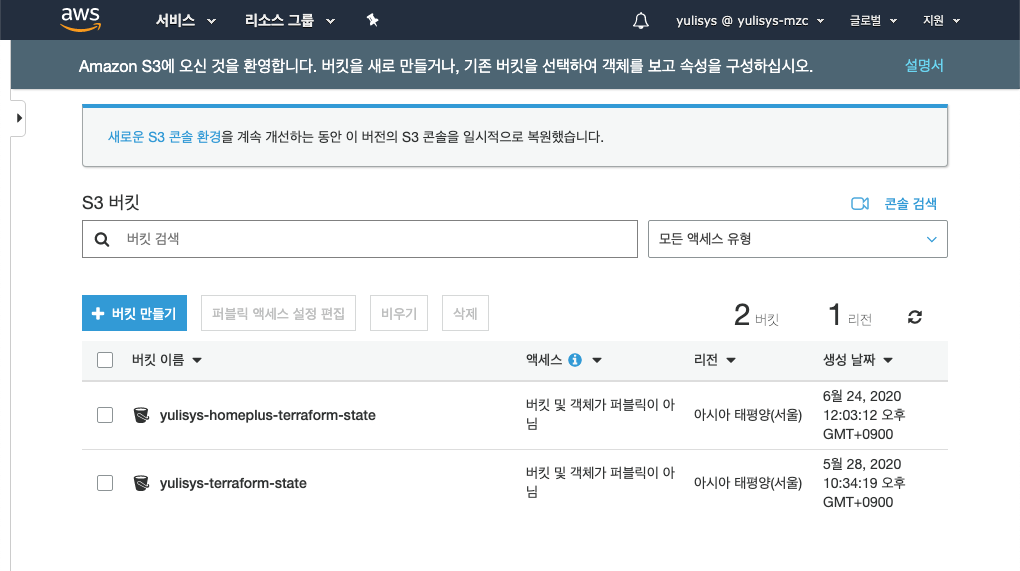 aws 서비스 리소스 그룹 yulisys @ yulisys-mzc 글로벌 지원
Amazon S3에 오신 것을 환영합니다. 버킷을 새로 만들거나, 기존 버킷을 선택하여 객체를 보고 속성을 구성하십시오. 설명서
새로운 S3 콘솔 환경을 계속 개선하는 동안 이 버전의 S3 콘솔을 일시적으로 복원했습니다.
S3 버킷 콘솔 검색
버킷 검색 모든 액세스 유형
버킷 만들기 퍼블릭 액세스 설정 편집 비우기 삭제 2 버킷 1 리전
버킷 이름 액세스 리전 생성 날짜
yulisys-homeplus-terraform-state 버킷 및 객체가 퍼블릭이 아
님 아시아 태평양(서울) 6월 24, 2020
12:03:12 오후
GMT+0900
yulisys-terraform-state 버킷 및 객체가 퍼블릭이 아
님 아시아 태평양(서울) 5월 28, 2020
10:34:19 오후
GMT+0900